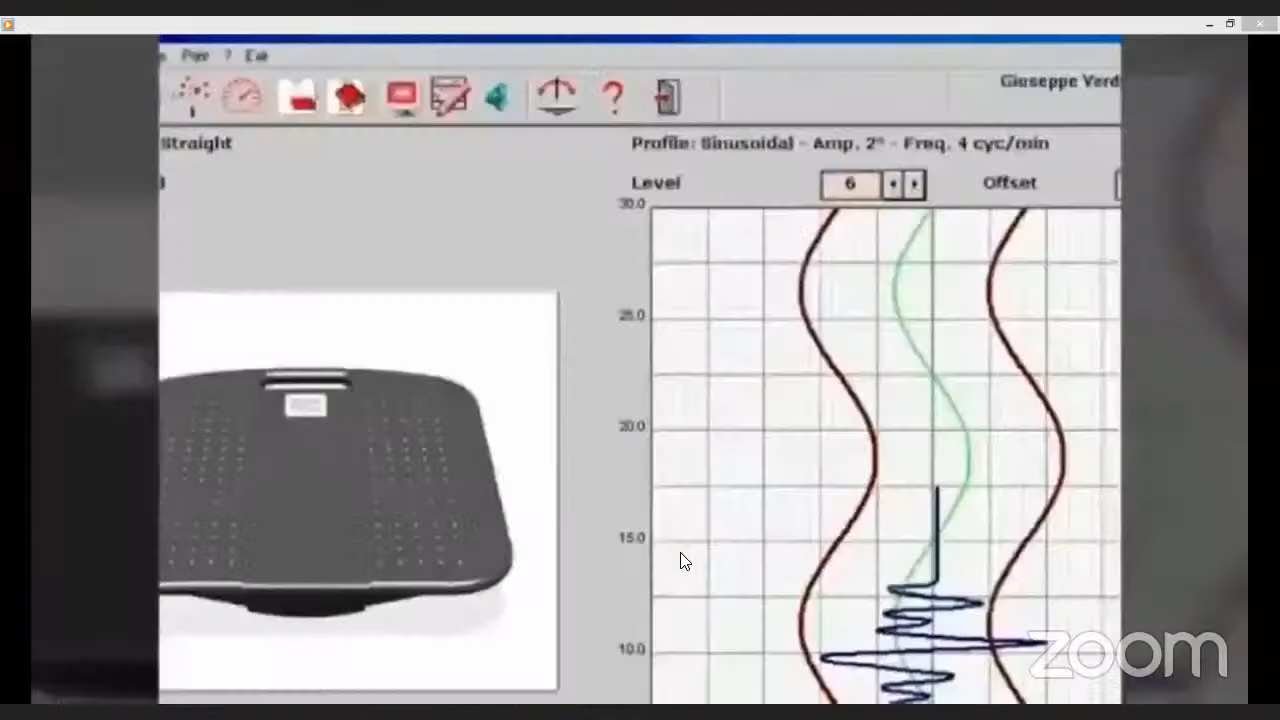 ? Exit
Giuseppe Verd
Straight
Profile: Sinusoidal - Amp. 2° - Freq. 4 cyc/min
Level
6
Offset
30.0
25.0
20.0
15.0
10.0
zoom